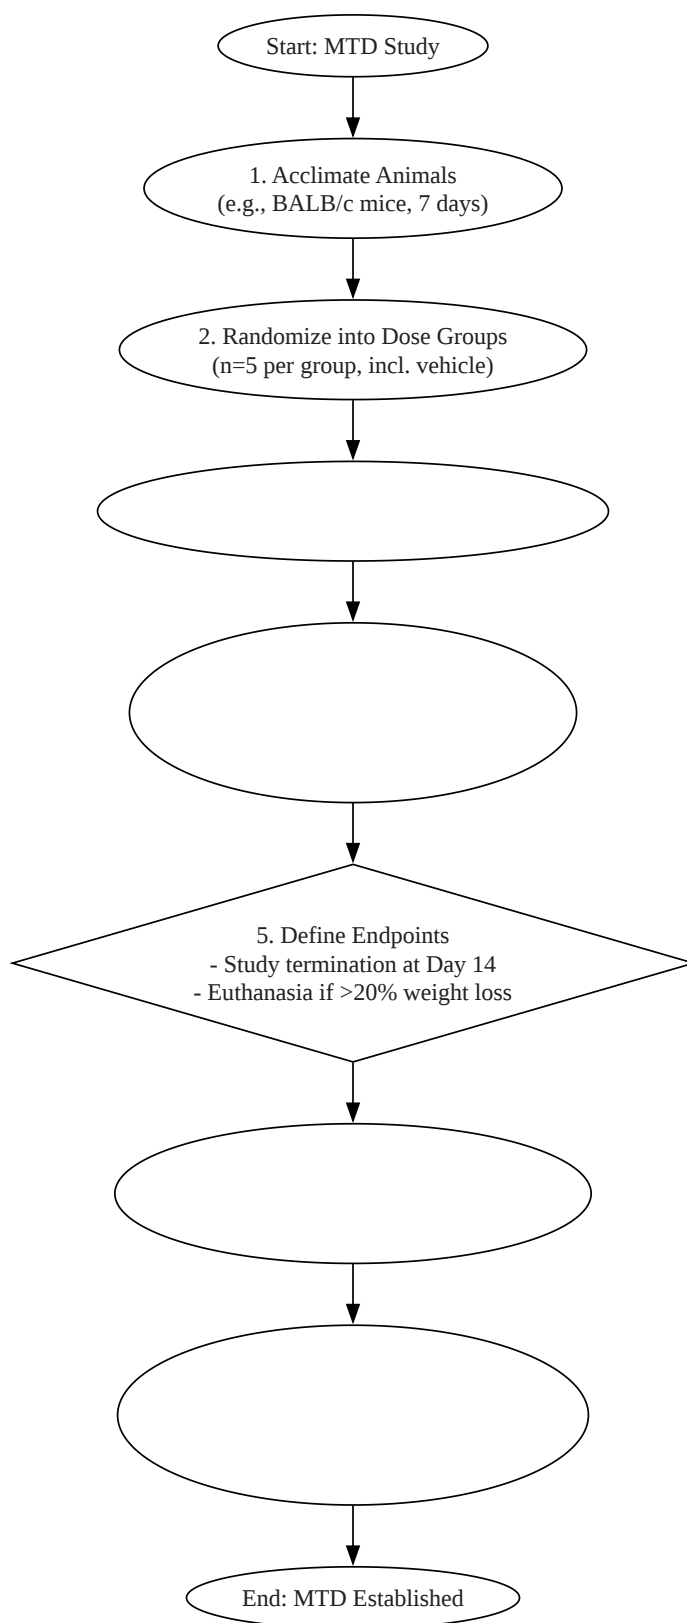 Start: MTD Study
1. Acclimate Animals
(e.g., BALB/c mice, 7 days)
2. Randomize into Dose Groups
(n=5 per group, incl. vehicle)
5. Define Endpoints
- Study termination at Day 14
- Euthanasia if >20% weight loss
End: MTD Established